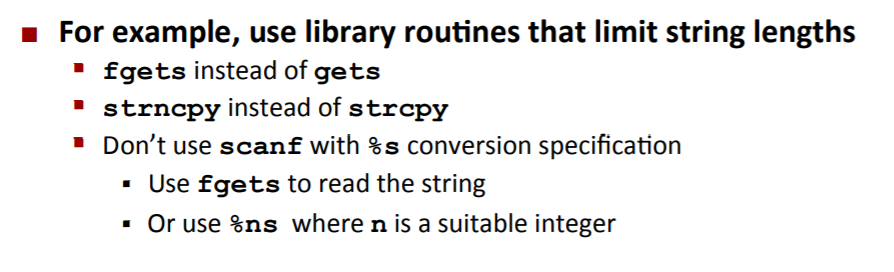 For example, use library routines that limit string lengths
fgets instead of gets
strncpy instead of strcpy
Don't use scanf with %s conversion specification
Use fgets to read the string
Or use %ns where n is a suitable integer